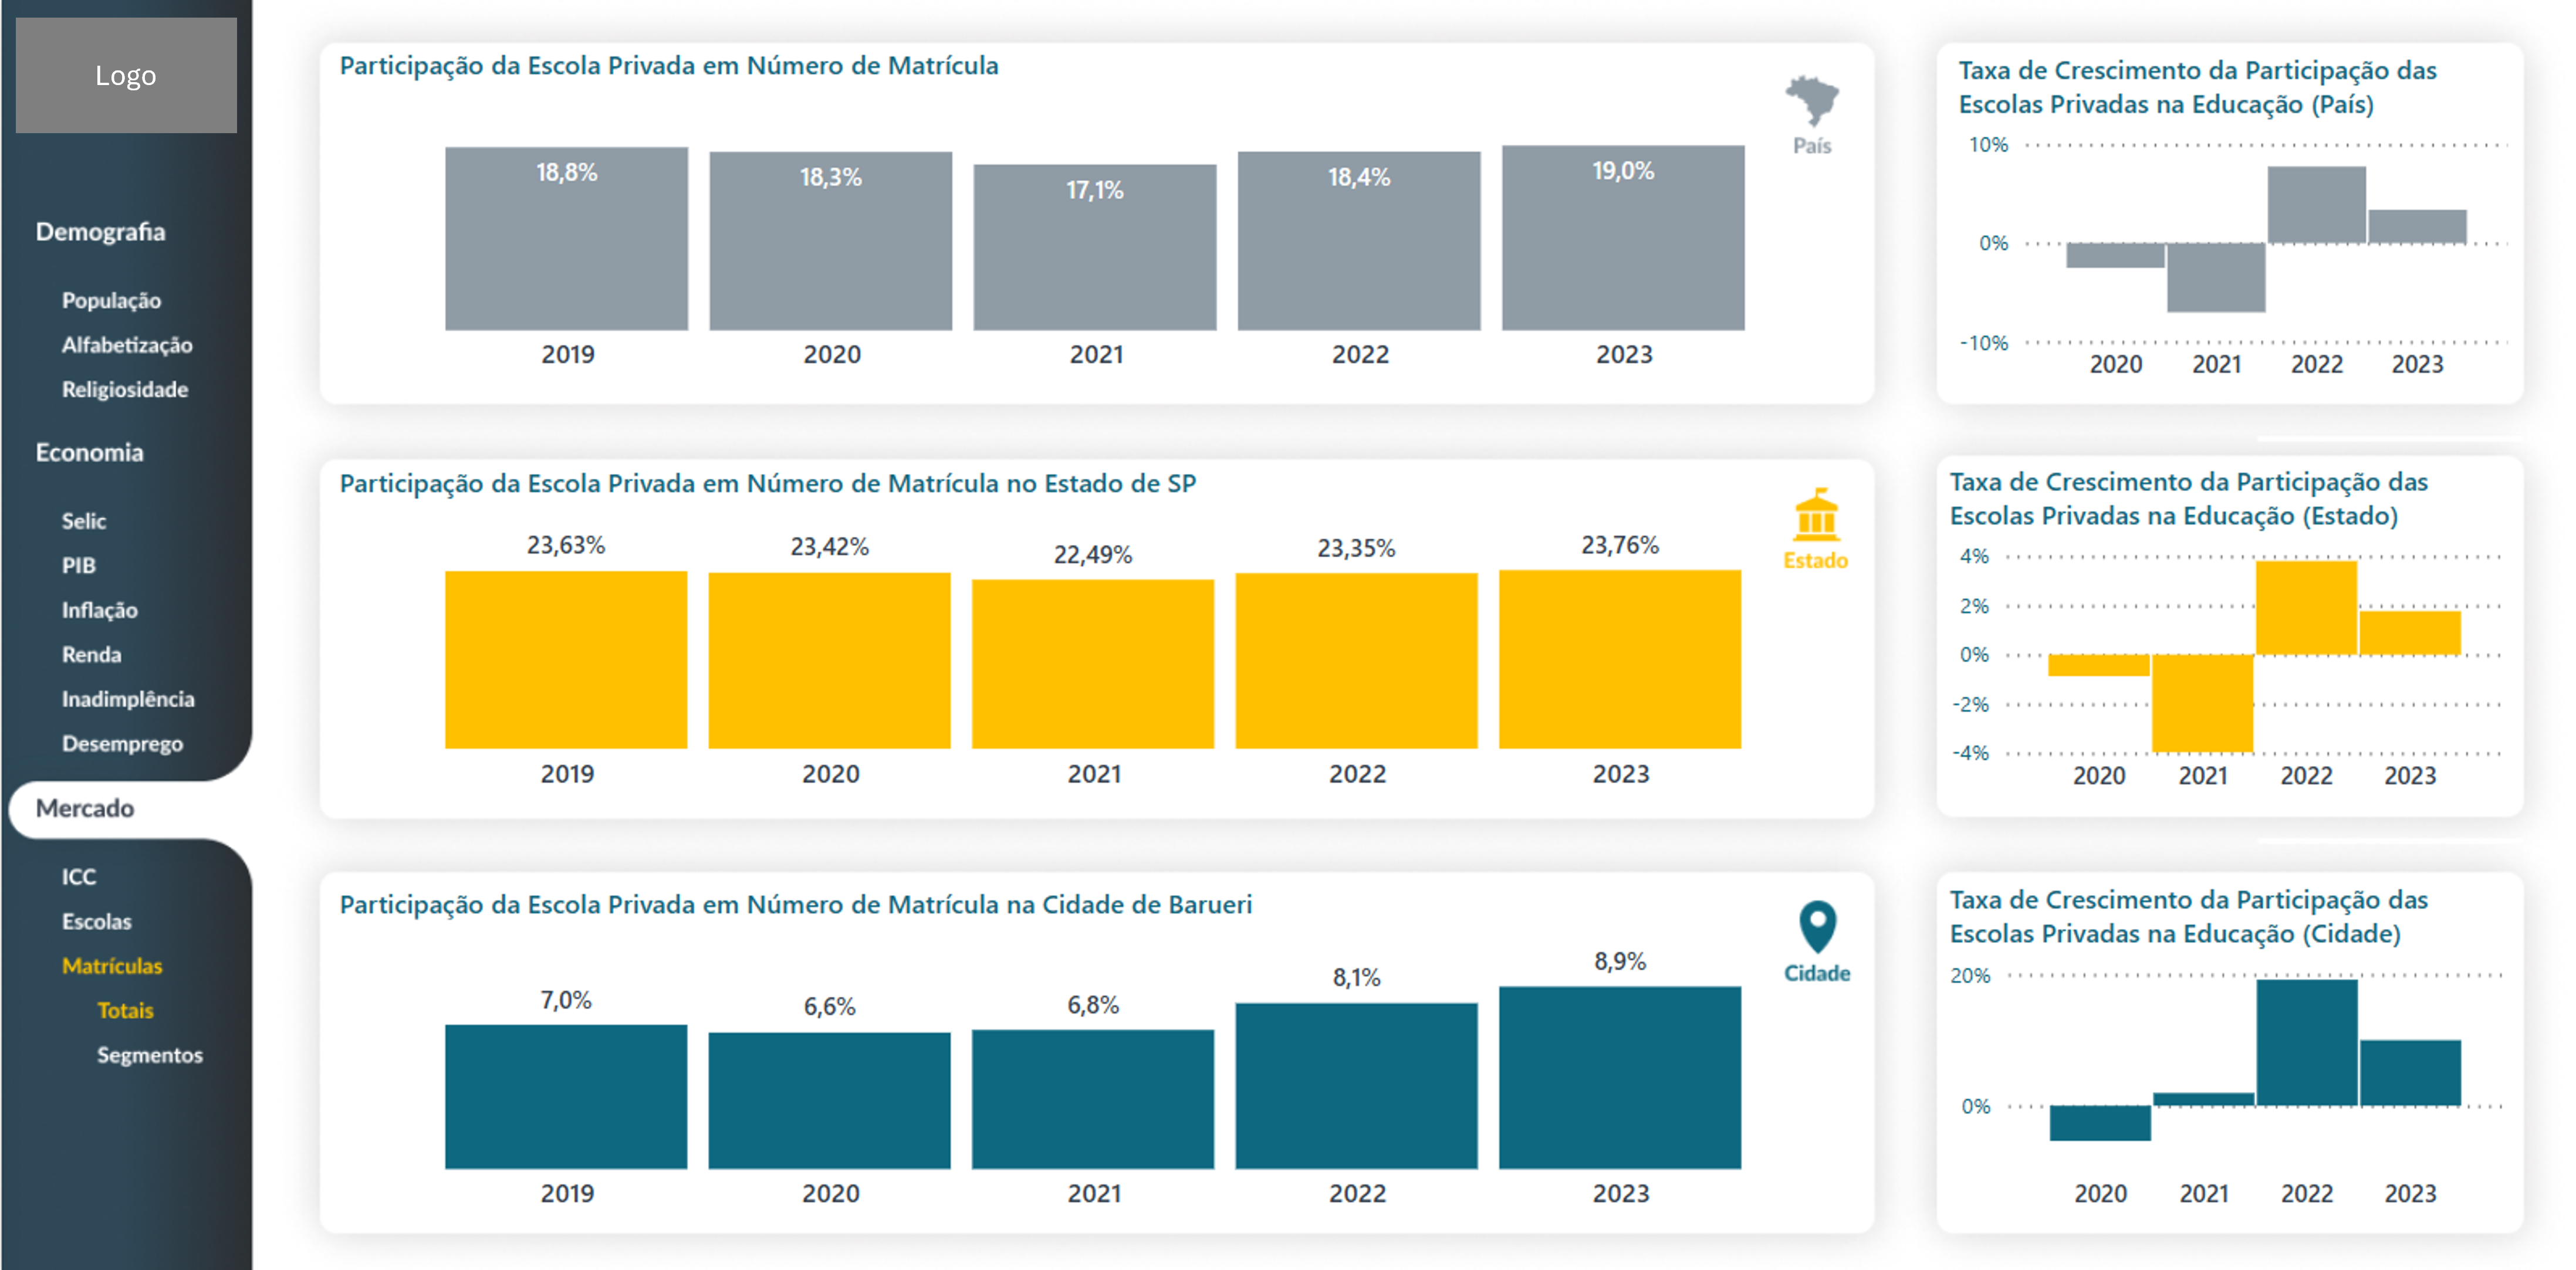 Logo
Demografia
População
Alfabetização
Religiosidade
Economia
Selic
PIB
Inflação
Renda
Inadimplência
Desemprego
Mercado
ICC
Escolas
Matrículas
Totais
Segmentos
Participação da Escola Privada em Número de Matrícula
País
18,8% 18,3% 17,1% 18,4% 19,0%
2019 2020 2021 2022 2023
Taxa de Crescimento da Participação das
Escolas Privadas na Educação (País)
10%
0%
-10%
2020 2021 2022 2023
Participação da Escola Privada em Número de Matrícula no Estado de SP
Estado
23,63% 23,42% 22,49% 23,35% 23,76%
2019 2020 2021 2022 2023
Taxa de Crescimento da Participação das
Escolas Privadas na Educação (Estado)
4%
2%
0%
-2%
-4%
2020 2021 2022 2023
Participação da Escola Privada em Número de Matrícula na Cidade de Barueri
Cidade
7,0% 6,6% 6,8% 8,1% 8,9%
2019 2020 2021 2022 2023
Taxa de Crescimento da Participação das
Escolas Privadas na Educação (Cidade)
20%
0%
2020 2021 2022 2023